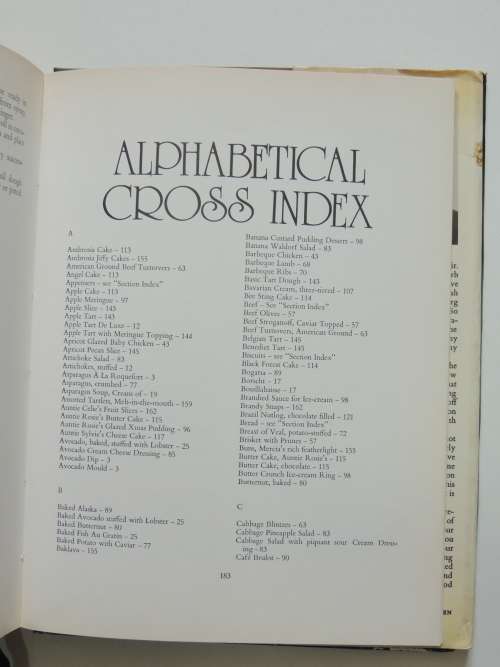 ALPHABETICAL
CROSS INDEX
A
Ambrosia Cake – 113
Ambrosia Jiffy Cakes – 155
American Ground Beef Turnovers – 63
Angel Cake – 113
Appetisers – see "Section Index"
Apple Cake – 113
Apple Meringue – 97
Apple Slice – 143
Apple Tart – 143
Apple Tart De Luxe – 12
Apple Tart with Meringue Topping – 144
Apricot Glazed Baby Chicken – 43
Apricot Pecan Slice – 145
Artichoke Salad – 83
Artichokes, stuffed – 12
Asparagus À La Roquefort – 3
Asparagus, crumbed – 77
Asparagus Soup, Cream of – 19
Assorted Tartlets, Melt-in-the-mouth – 159
Auntie Celie's Fruit Slices – 162
Auntie Rosie's Butter Cake – 115
Auntie Rosie's Glazed Xmas Pudding – 96
Auntie Sylvie's Cheese Cake – 117
Avocado, baked, stuffed with Lobster – 25
Avocado Cream Cheese Dressing – 85
Avocado Dip – 3
Avocado Mould – 3
B
Baked Alaska – 89
Baked Avocado stuffed with Lobster – 25
Baked Butternut – 80
Baked Fish Au Gratin – 25
Baked Potato with Caviar – 77
Baklava – 155
Banana Custard Pudding Dessert – 98
Banana Waldorf Salad – 83
Barbeque Chicken – 43
Barbeque Lamb – 68
Barbeque Ribs – 70
Basic Tart Dough – 143
Bavarian Cream, three-tiered – 107
Bee Sting Cake – 114
Beef – See "Section Index"
Beef Olives – 57
Beef Stroganoff, Caviar Topped – 57
Beef Turnovers, American Ground – 63
Belgian Tart – 145
Benedict Tart – 145
Biscuits – see "Section Index"
Black Forest Cake – 114
Bogatsa – 89
Borscht – 17
Bouillabaisse – 17
Brandied Sauce for Ice-cream – 98
Brandy Snaps – 162
Brazil Nutlog, chocolate filled – 121
Bread – see "Section Index"
Breast of Veal, potato-stuffed – 72
Brisket with Prunes – 57
Buns, Mereta's rich featherlight – 153
Butter Cake, Auntie Rosie's – 115
Butter Cake, chocolate – 115
Butter Crunch Ice-cream Ring – 98
Butternut, baked – 80
C
Cabbage Blintzes – 63
Cabbage Pineapple Salad – 83
Cabbage Salad with piquant sour Cream Dres-
sing – 83
Café Brulot – 90
183